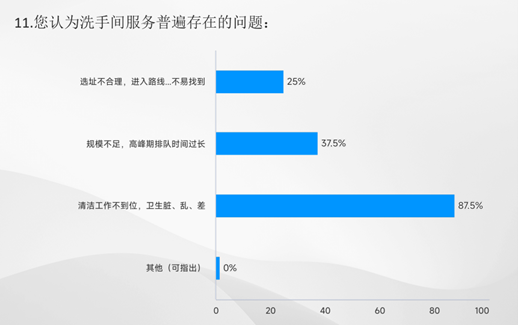 11.您认为洗手间服务普遍存在的问题：
选址不合理，进入路线...不易找到
25%
规模不足，高峰期排队时间过长
37.5%
清洁工作不到位，卫生脏、乱、差
87.5%
其他（可指出）
0%
0 20 40 60 80 100